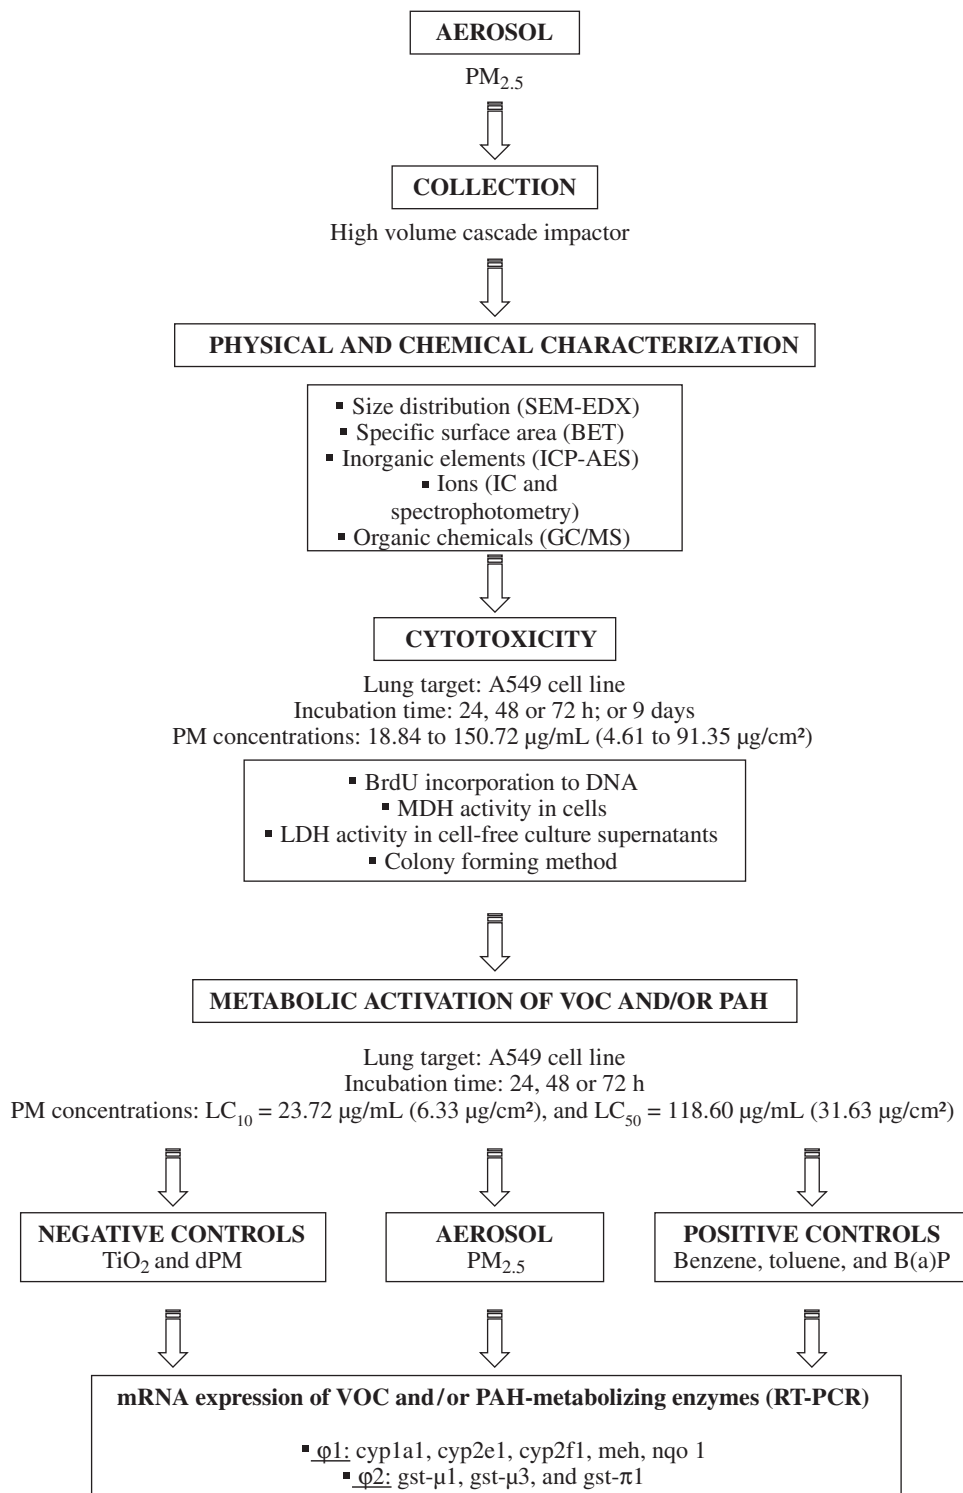 AEROSOL
PM2.5
COLLECTION
High volume cascade impactor
PHYSICAL AND CHEMICAL CHARACTERIZATION
▪ Size distribution (SEM-EDX)
▪ Specific surface area (BET)
▪ Inorganic elements (ICP-AES)
▪ Ions (IC and
spectrophotometry)
▪ Organic chemicals (GC/MS)
CYTOTOXICITY
Lung target: A549 cell line
Incubation time: 24, 48 or 72 h; or 9 days
PM concentrations: 18.84 to 150.72 µg/mL (4.61 to 91.35 µg/cm²)
▪ BrdU incorporation to DNA
▪ MDH activity in cells
▪ LDH activity in cell-free culture supernatants
▪ Colony forming method
METABOLIC ACTIVATION OF VOC AND/OR PAH
Lung target: A549 cell line
Incubation time: 24, 48 or 72 h
PM concentrations: LC10 = 23.72 µg/mL (6.33 µg/cm²), and LC50 = 118.60 µg/mL (31.63 µg/cm²)
NEGATIVE CONTROLS
TiO2 and dPM
AEROSOL
PM2.5
POSITIVE CONTROLS
Benzene, toluene, and B(a)P
mRNA expression of VOC and/or PAH-metabolizing enzymes (RT-PCR)
▪ φ1: cyp1a1, cyp2e1, cyp2f1, meh, nqo 1
▪ φ2: gst-µ1, gst-µ3, and gst-π1